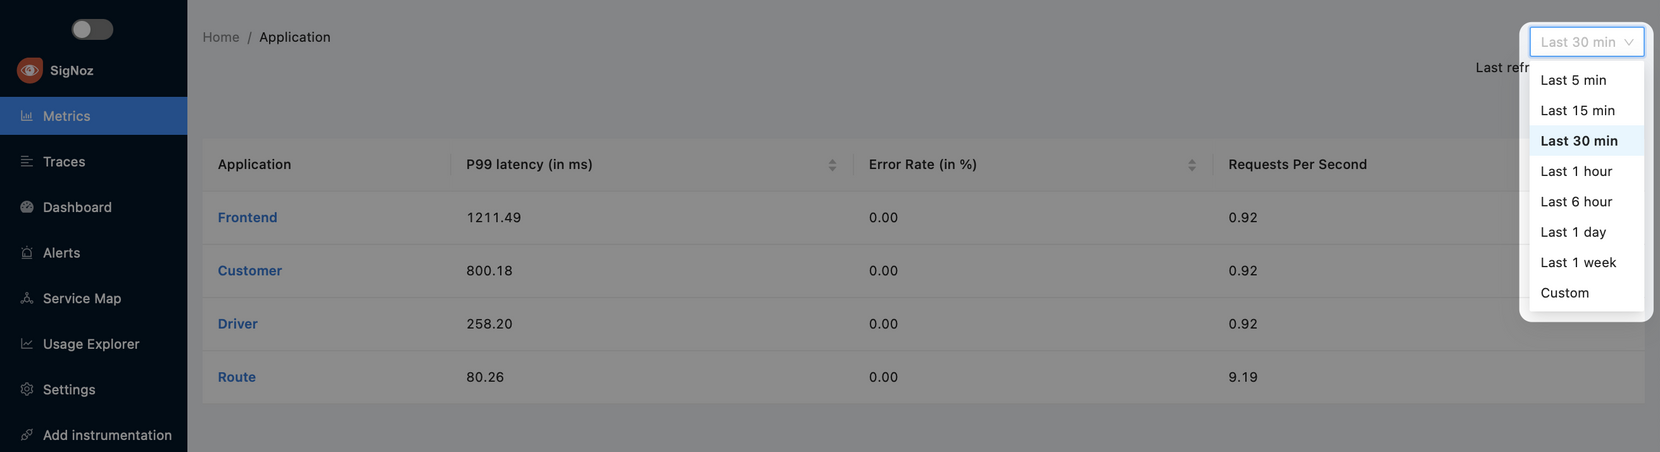 SigNoz
Metrics
Traces
Dashboard
Alerts
Service Map
Usage Explorer
Settings
Add instrumentation
Home / Application
Last 30 min
Last
Last 5 min
Last 15 min
Last 30 min
Last 1 hour
Last 6 hour
Last 1 day
Last 1 week
Custom
Application P99 latency (in ms) Error Rate (in %) Requests Per Second
Frontend 1211.49 0.00 0.92
Customer 800.18 0.00 0.92
Driver 258.20 0.00 0.92
Route 80.26 0.00 9.19